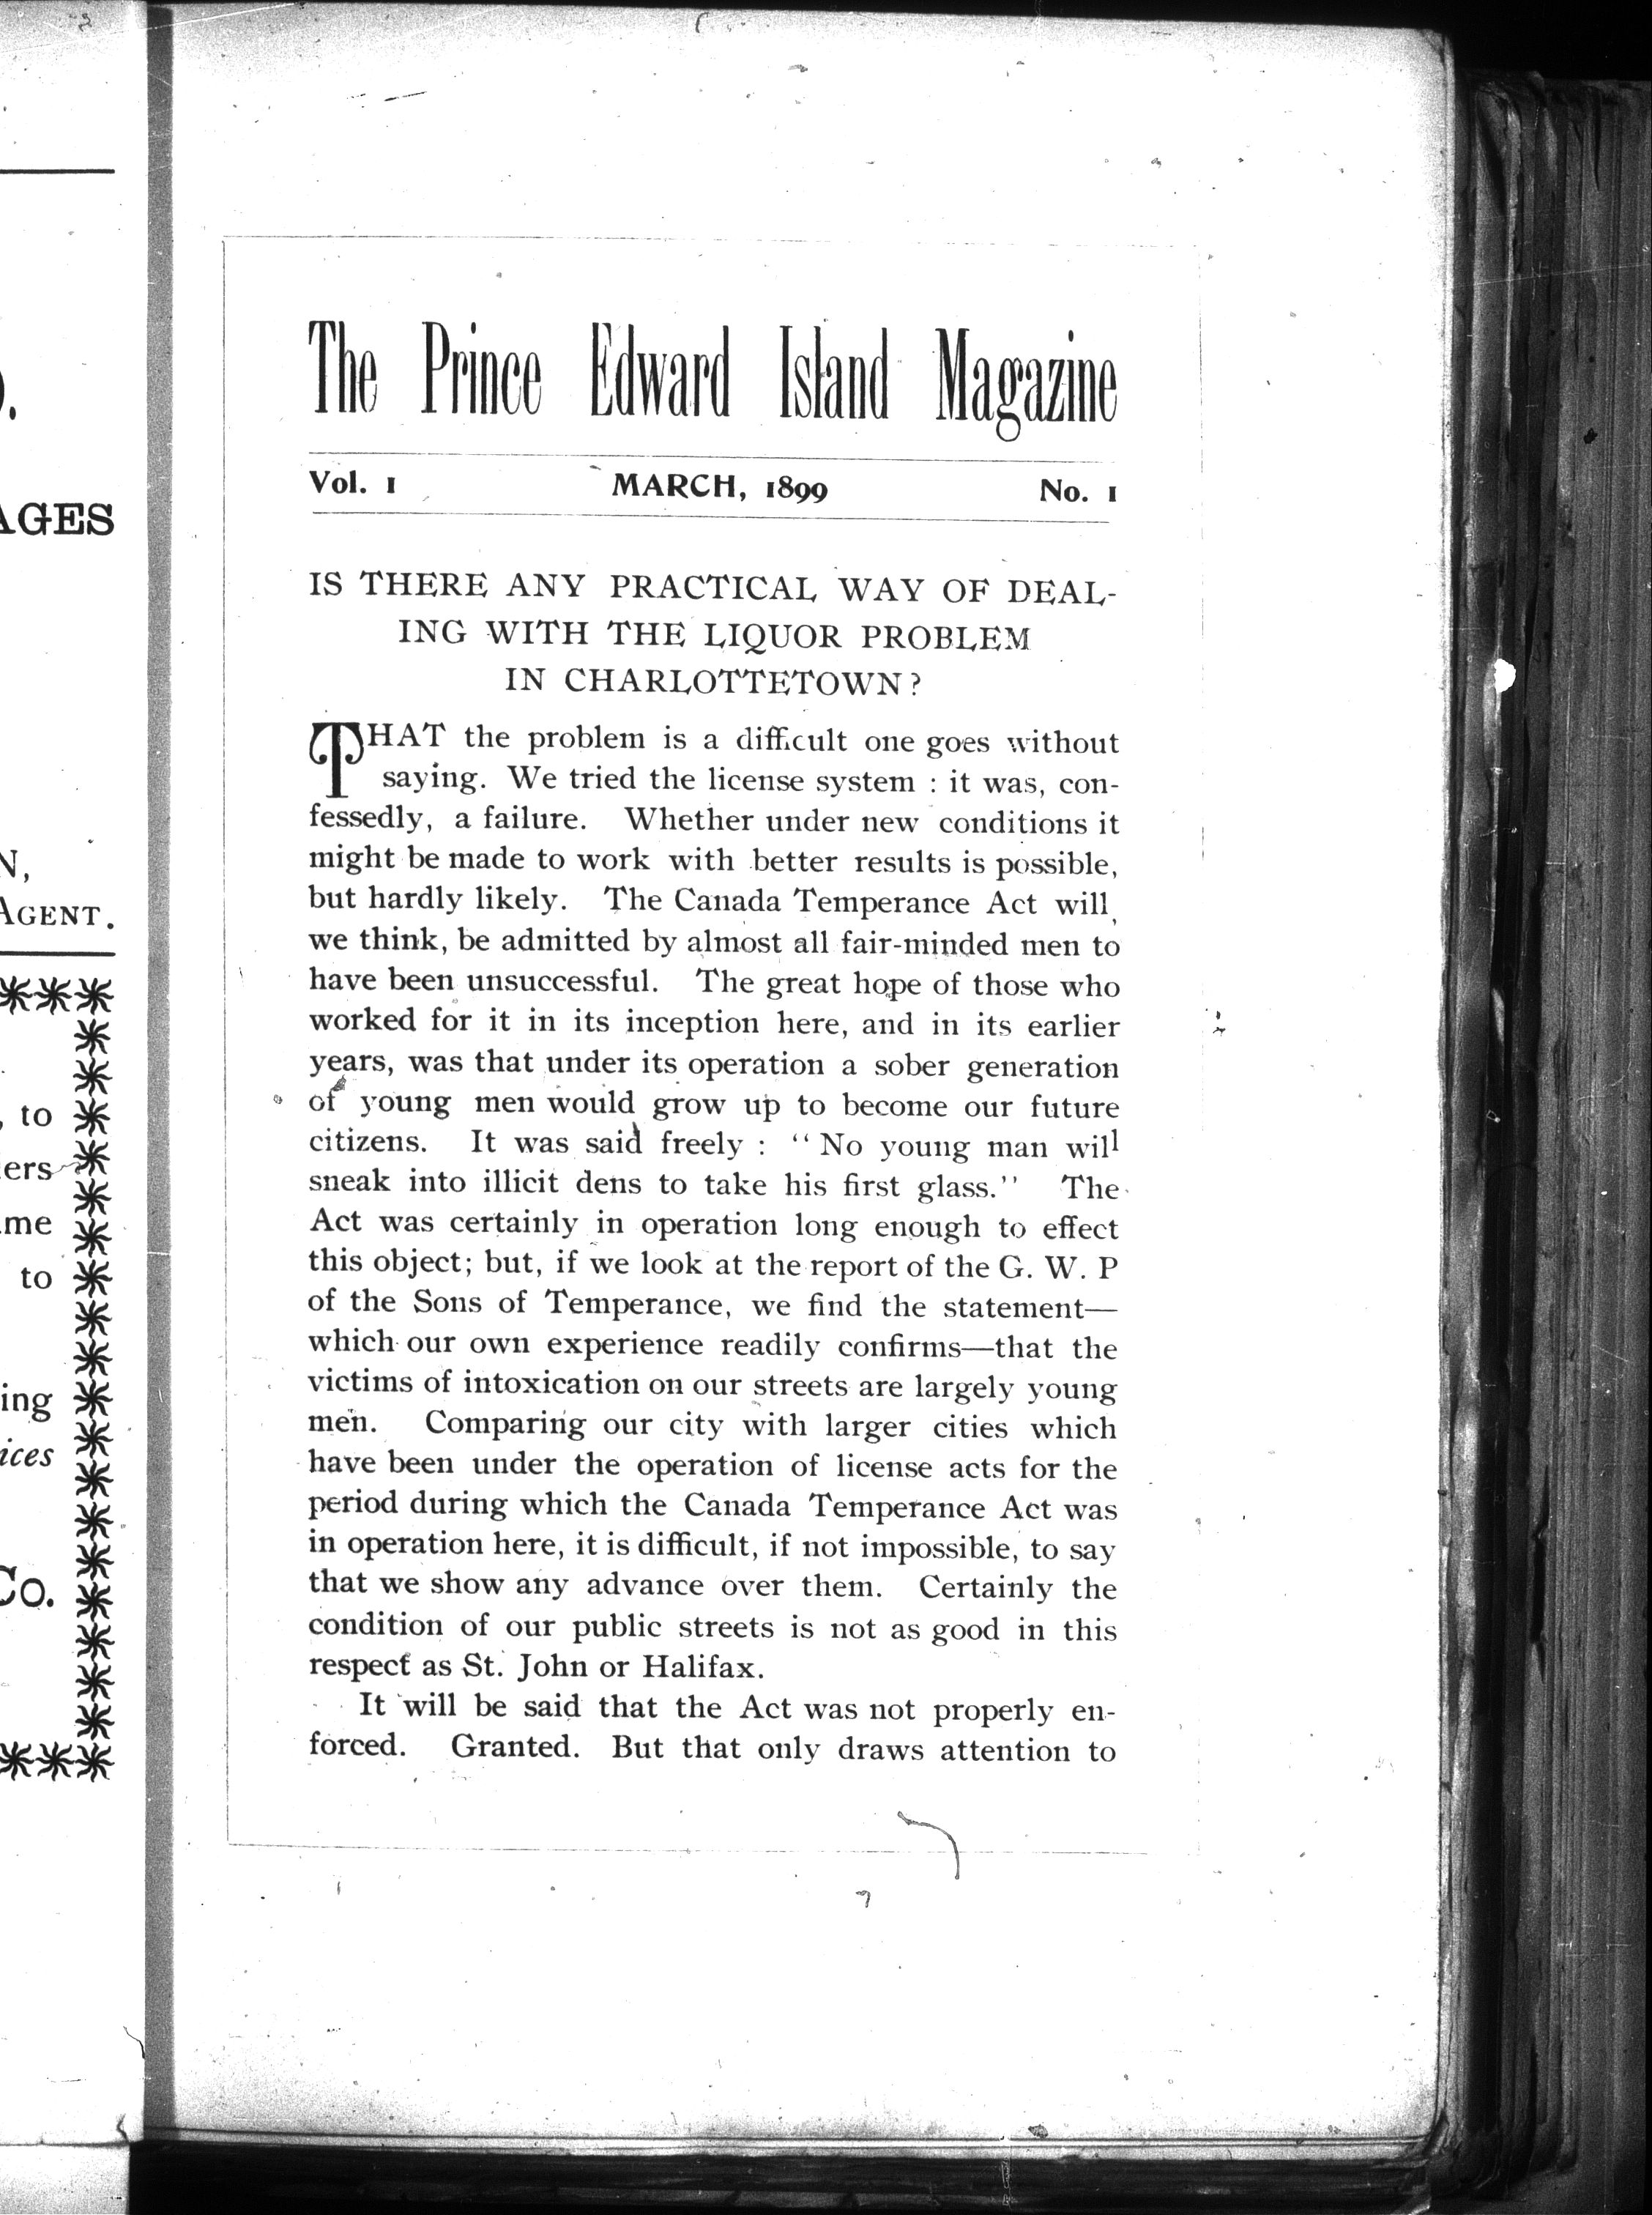 ).
AGES
N,
AGENT.
, to
ers
me
to
ing
ices
Co.
The Prince Edward Island Magazine
Vol. 1 MARCH, 1899 No. 1
IS THERE ANY PRACTICAL WAY OF DEAL-
ING WITH THE LIQUOR PROBLEM
IN CHARLOTTETOWN?
THAT the problem is a difficult one goes without
saying. We tried the license system : it was, con-
fessedly, a failure. Whether under new conditions it
might be made to work with better results is possible,
but hardly likely. The Canada Temperance Act will,
we think, be admitted by almost all fair-minded men to
have been unsuccessful. The great hope of those who
worked for it in its inception here, and in its earlier
years, was that under its operation a sober generation
of young men would grow up to become our future
citizens. It was said freely : "No young man will
sneak into illicit dens to take his first glass." The
Act was certainly in operation long enough to effect
this object; but, if we look at the report of the G. W. P
of the Sons of Temperance, we find the statement—
which our own experience readily confirms—that the
victims of intoxication on our streets are largely young
men. Comparing our city with larger cities which
have been under the operation of license acts for the
period during which the Canada Temperance Act was
in operation here, it is difficult, if not impossible, to say
that we show any advance over them. Certainly the
condition of our public streets is not as good in this
respect as St. John or Halifax.
It will be said that the Act was not properly en-
forced. Granted. But that only draws attention to